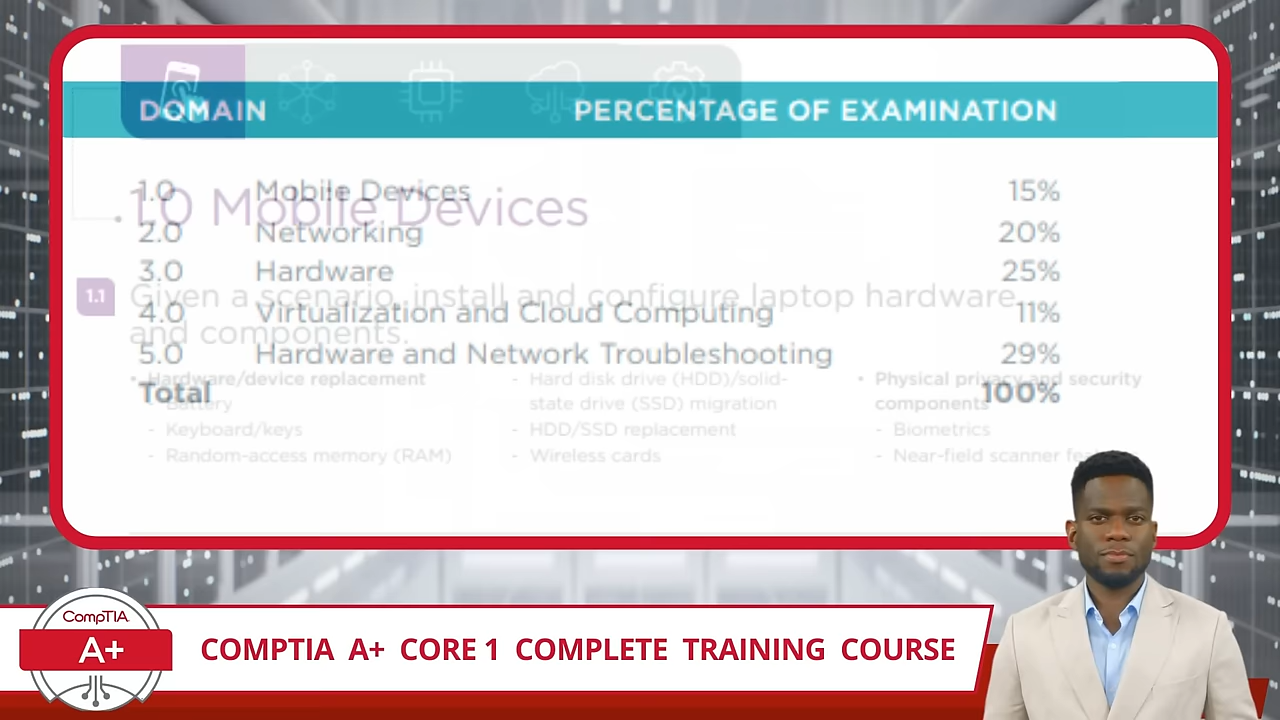 DOMAIN PERCENTAGE OF EXAMINATION
1.0 Mobile Devices 15%
2.0 Networking 20%
3.0 Hardware 25%
4.0 Virtualization and Cloud Computing 11%
5.0 Hardware and Network Troubleshooting 29%
Total 100%
1.0 Mobile Devices
1.1 Given a scenario, install and configure laptop hardware
and components.
• Hardware/device replacement
- Battery
- Keyboard/keys
- Random-access memory (RAM)
- Hard disk drive (HDD)/solid-
state drive (SSD) migration
- HDD/SSD replacement
- Wireless cards
• Physical privacy and security
components
- Biometrics
- Near-field scanner
CompTIA
A+
COMPTIA A+ CORE 1 COMPLETE TRAINING COURSE